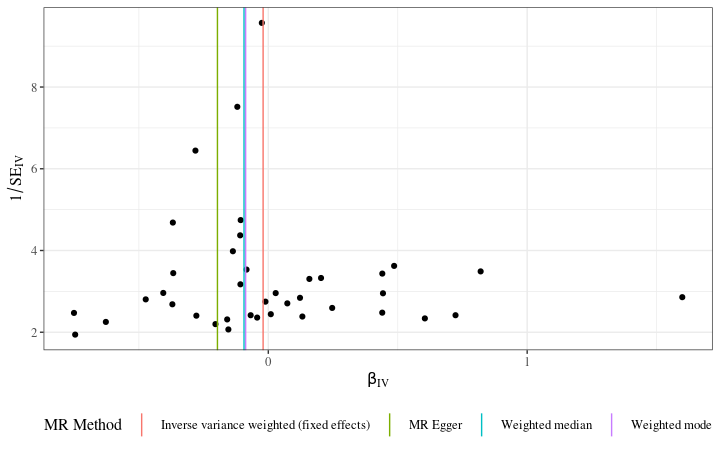 1/SE_IV
8
6
4
2
0
1
β_IV
MR Method
Inverse variance weighted (fixed effects)
MR Egger
Weighted median
Weighted mode